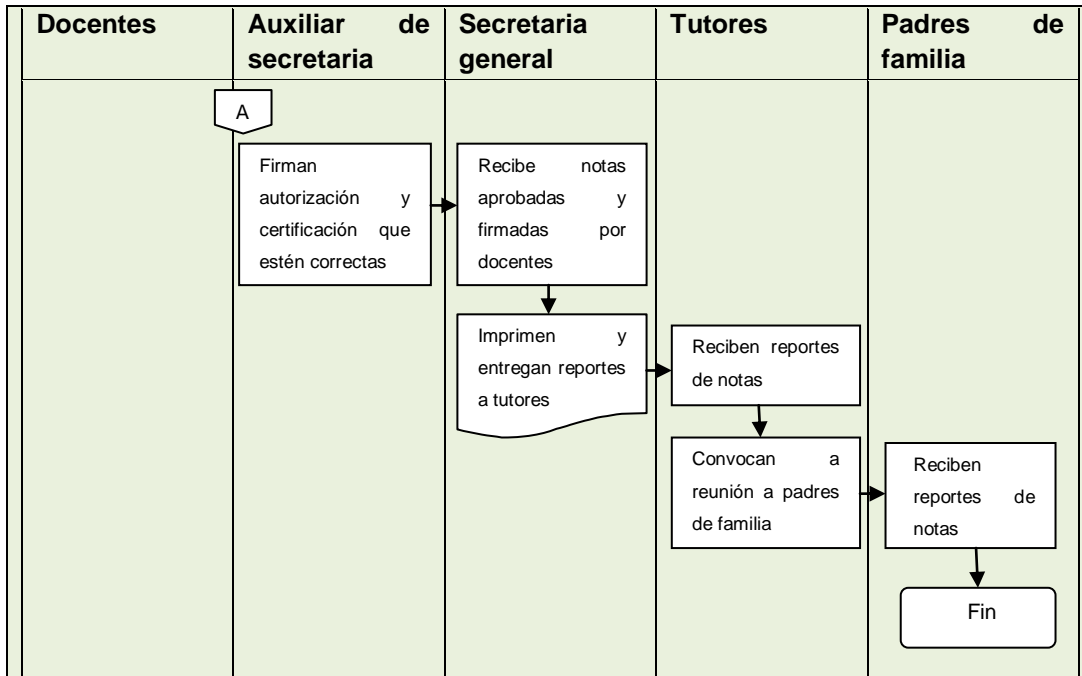 Docentes
Auxiliar de
secretaria
Secretaria
general
Tutores
Padres de
familia
A
Firman
autorización y
certificación que
estén correctas
Recibe notas
aprobadas y
firmadas por
docentes
Imprimen y
entregan reportes
a tutores
Reciben reportes
de notas
Convocan a
reunión a padres
de familia
Reciben
reportes de
notas
Fin